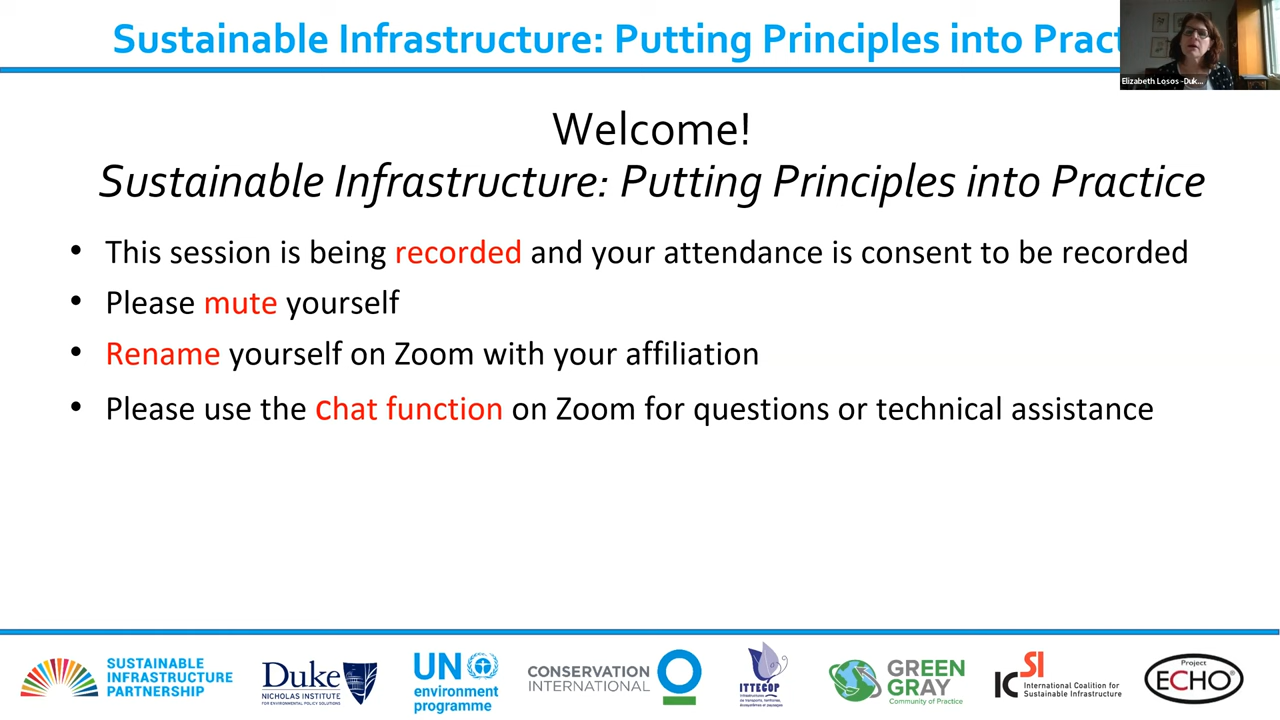 Sustainable Infrastructure: Putting Principles into Pract
Elizabeth Losos -Duk...
Welcome!
Sustainable Infrastructure: Putting Principles into Practice
• This session is being recorded and your attendance is consent to be recorded
• Please mute yourself
• Rename yourself on Zoom with your affiliation
• Please use the chat function on Zoom for questions or technical assistance
SUSTAINABLE
INFRASTRUCTURE
PARTNERSHIP
Duke
NICHOLAS INSTITUTE
FOR ENVIRONMENTAL POLICY SOLUTIONS
UN
environment
programme
CONSERVATION
INTERNATIONAL
ITTECOP
GREEN
GRAY
Community of Practice
ICSI
International Coalition for
Sustainable Infrastructure
Project
ECHO®